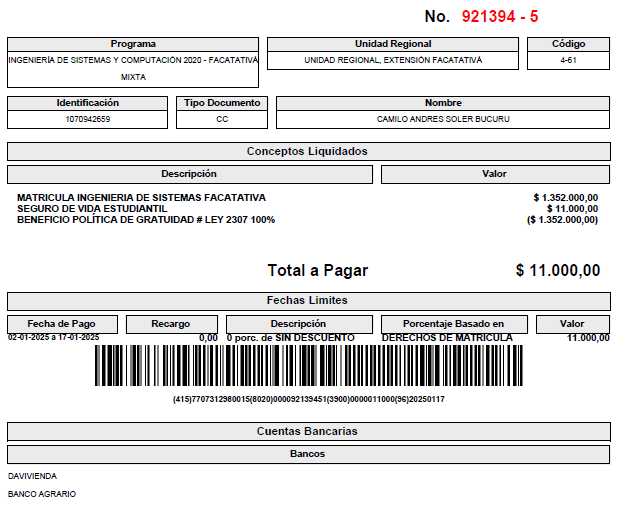 No. 921394 - 5
Programa
Unidad Regional
Código
INGENIERÍA DE SISTEMAS Y COMPUTACIÓN 2020 - FACATATIVÁ
MIXTA
UNIDAD REGIONAL, EXTENSIÓN FACATATIVÁ
4-61
Identificación
Tipo Documento
Nombre
1070942659
CC
CAMILO ANDRES SOLER BUCURU
Conceptos Liquidados
Descripción
Valor
MATRICULA INGENIERIA DE SISTEMAS FACATATIVA $ 1.352.000,00
SEGURO DE VIDA ESTUDIANTIL $ 11.000,00
BENEFICIO POLÍTICA DE GRATUIDAD # LEY 2307 100% ($ 1.352.000,00)
Total a Pagar $ 11.000,00
Fechas Limites
Fecha de Pago
Recargo
Descripción
Porcentaje Basado en
Valor
02-01-2025 a 17-01-2025 0,00 0 porc. de SIN DESCUENTO DERECHOS DE MATRICULA 11.000,00
(415)7707312980015(8020)000092139451(3900)0000011000(96)20250117
Cuentas Bancarias
Bancos
DAVIVIENDA
BANCO AGRARIO